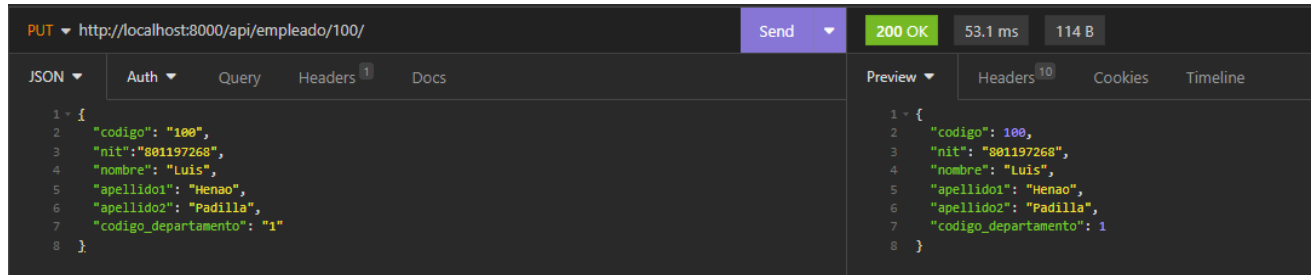 PUT http://localhost:8000/api/empleado/100/ Send 200 OK 53.1 ms 114 B
JSON Auth Query Headers 1 Docs
1 {
2 "codigo": "100",
3 "nit":"801197268",
4 "nombre": "Luis",
5 "apellido1": "Henao",
6 "apellido2": "Padilla",
7 "codigo_departamento": "1"
8 }
Preview Headers 10 Cookies Timeline
1 {
2 "codigo": 100,
3 "nit": "801197268",
4 "nombre": "Luis",
5 "apellido1": "Henao",
6 "apellido2": "Padilla",
7 "codigo_departamento": 1
8 }